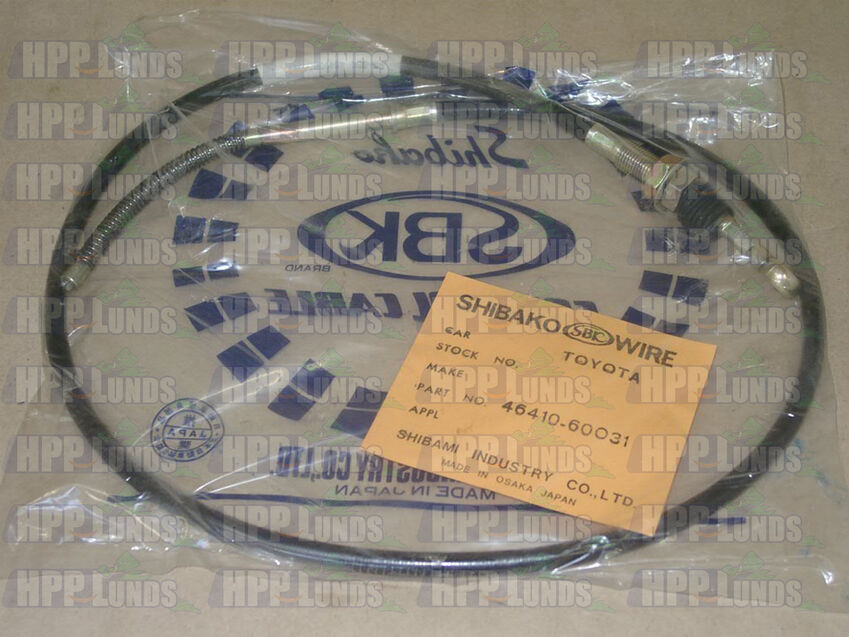 HPP LUNDS
Shibako
SBK
BRAND
CABLE
SHIBAKO SBK WIRE
CAR
STOCK NO. TOYOTA
MAKE
PART NO. 46410-60031
APPL
SHIBAMI INDUSTRY CO.,LTD
MADE IN OSAKA JAPAN
INDUSTRY CO.,LTD.
MADE IN JAPAN
JAPAN